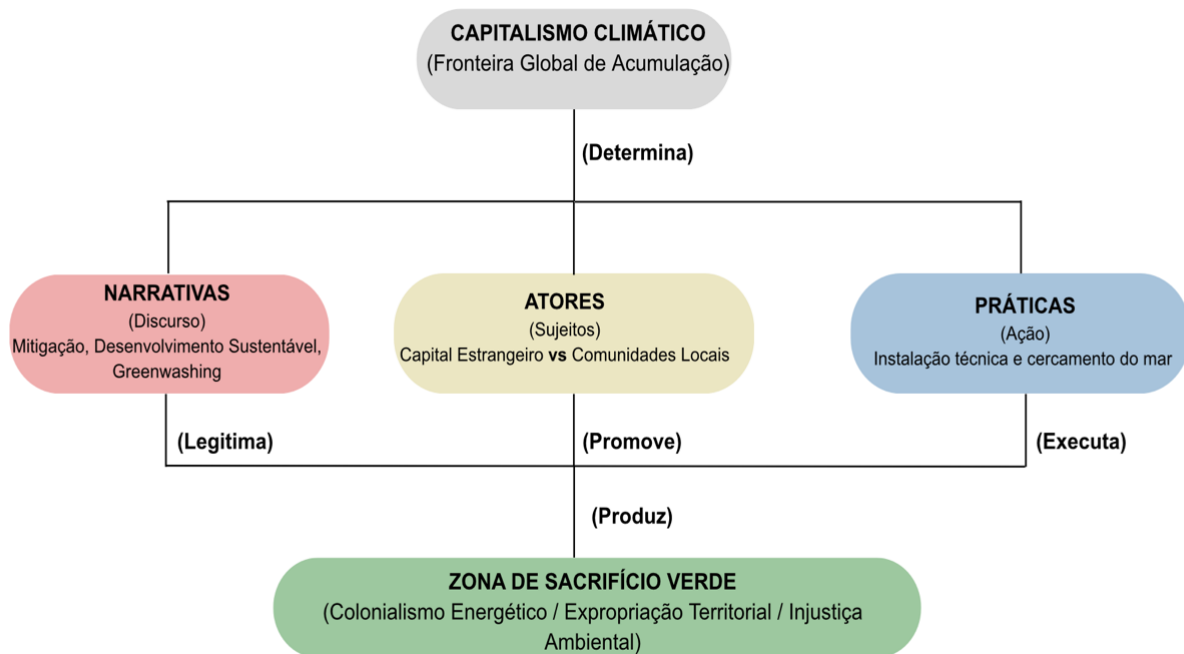 CAPITALISMO CLIMÁTICO
(Fronteira Global de Acumulação)
(Determina)
NARRATIVAS
(Discurso)
Mitigação, Desenvolvimento Sustentável,
Greenwashing
ATORES
(Sujeitos)
Capital Estrangeiro vs Comunidades Locais
PRÁTICAS
(Ação)
Instalação técnica e cercamento do mar
(Legitima)
(Promove)
(Executa)
(Produz)
ZONA DE SACRIFÍCIO VERDE
(Colonialismo Energético / Expropriação Territorial / Injustiça
Ambiental)